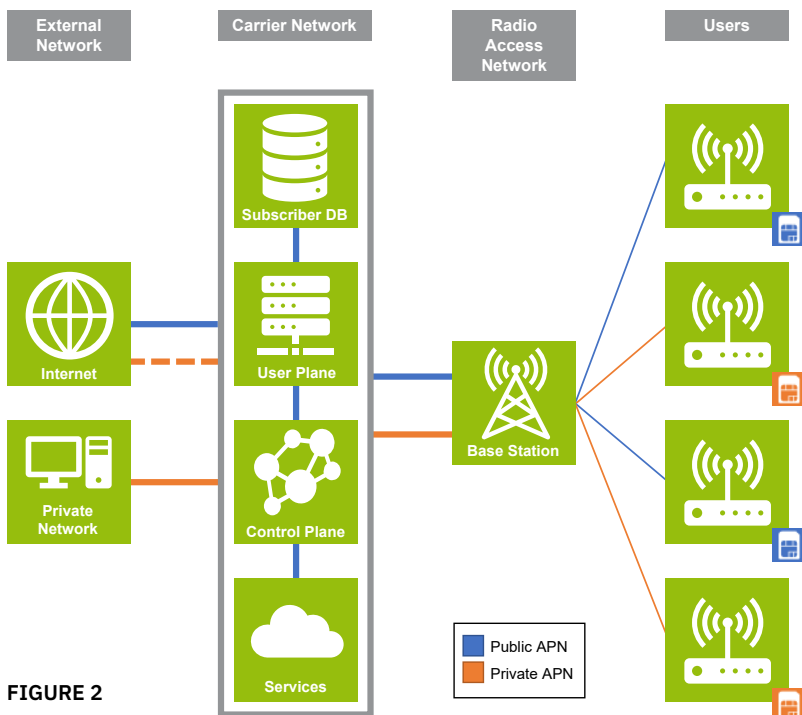 External
Network
Carrier Network
Radio
Access
Network
Users
Subscriber DB
Internet
User Plane
Base Station
Private
Network
Control Plane
Services
Public APN
Private APN
FIGURE 2